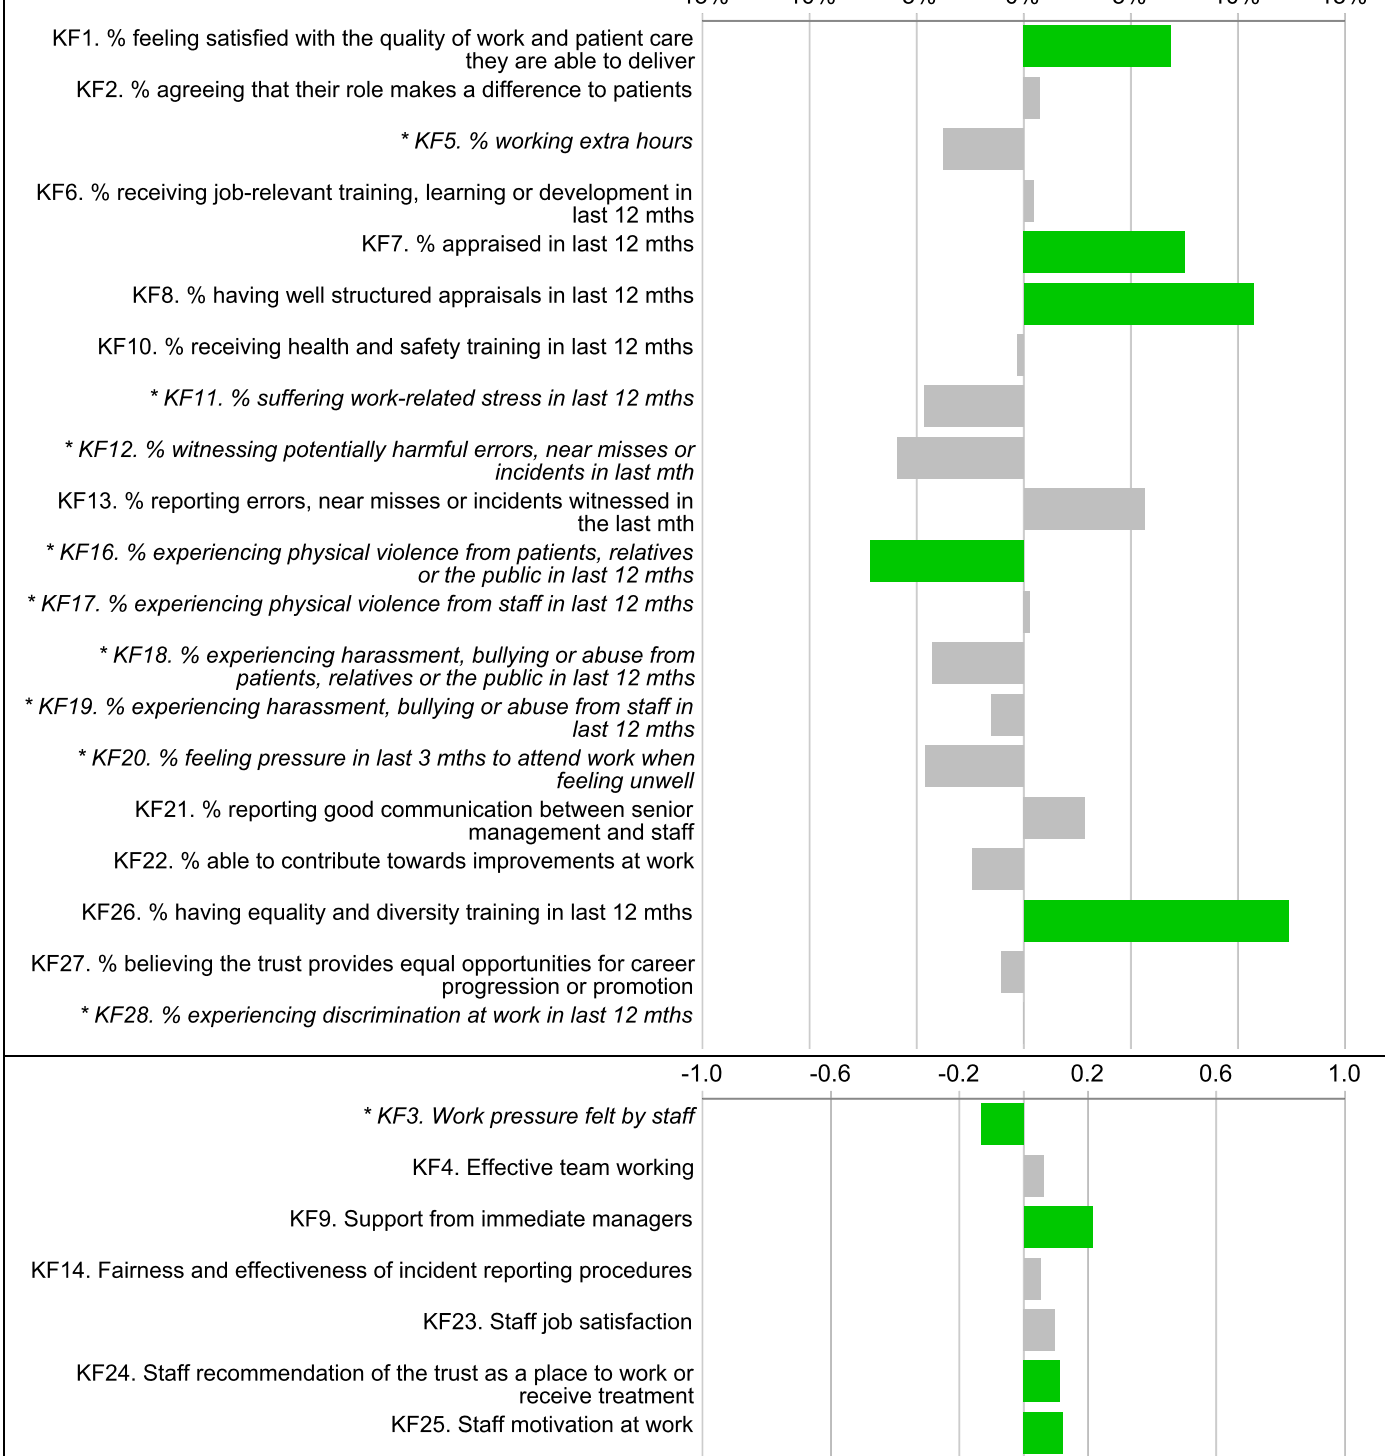 KF1. % feeling satisfied with the quality of work and patient care
they are able to deliver
KF2. % agreeing that their role makes a difference to patients
* KF5. % working extra hours
KF6. % receiving job-relevant training, learning or development in
last 12 mths
KF7. % appraised in last 12 mths
KF8. % having well structured appraisals in last 12 mths
KF10. % receiving health and safety training in last 12 mths
* KF11. % suffering work-related stress in last 12 mths
* KF12. % witnessing potentially harmful errors, near misses or
incidents in last mth
KF13. % reporting errors, near misses or incidents witnessed in
the last mth
* KF16. % experiencing physical violence from patients, relatives
or the public in last 12 mths
* KF17. % experiencing physical violence from staff in last 12 mths
* KF18. % experiencing harassment, bullying or abuse from
patients, relatives or the public in last 12 mths
* KF19. % experiencing harassment, bullying or abuse from staff in
last 12 mths
* KF20. % feeling pressure in last 3 mths to attend work when
feeling unwell
KF21. % reporting good communication between senior
management and staff
KF22. % able to contribute towards improvements at work
KF26. % having equality and diversity training in last 12 mths
KF27. % believing the trust provides equal opportunities for career
progression or promotion
* KF28. % experiencing discrimination at work in last 12 mths
-1.0 -0.6 -0.2 0.2 0.6 1.0
* KF3. Work pressure felt by staff
KF4. Effective team working
KF9. Support from immediate managers
KF14. Fairness and effectiveness of incident reporting procedures
KF23. Staff job satisfaction
KF24. Staff recommendation of the trust as a place to work or
receive treatment
KF25. Staff motivation at work